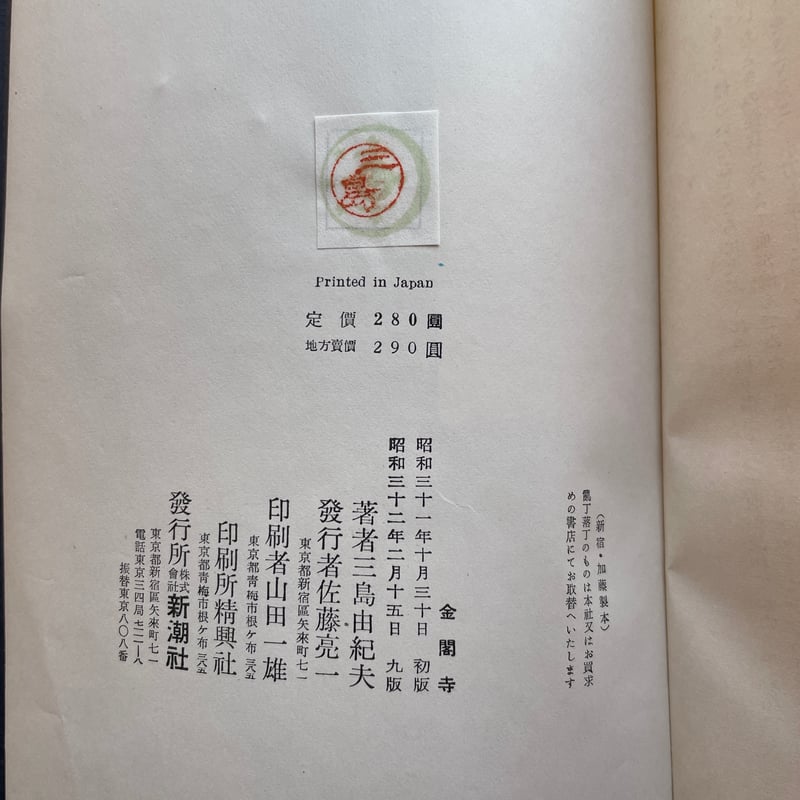 三島
Printed in Japan
定價 280圓
地方賣價 290圓
(新宿・加藤製本)
亂丁落丁のものは本社又はお買求
めの書店にてお取替へいたします
金閣寺
昭和三十一年十月三十日 初版
昭和三十二年二月十五日 九版
著者三島由紀夫
發行者佐藤亮一
東京都新宿區矢來町七一
印刷者山田一雄
東京都靑梅市根ヶ布三八五
印刷所精興社
東京都靑梅市根ヶ布三八五
發行所株式會社新潮社
東京都新宿區矢來町七一
電話東京三四局七一一一―八
振替東京八〇八番